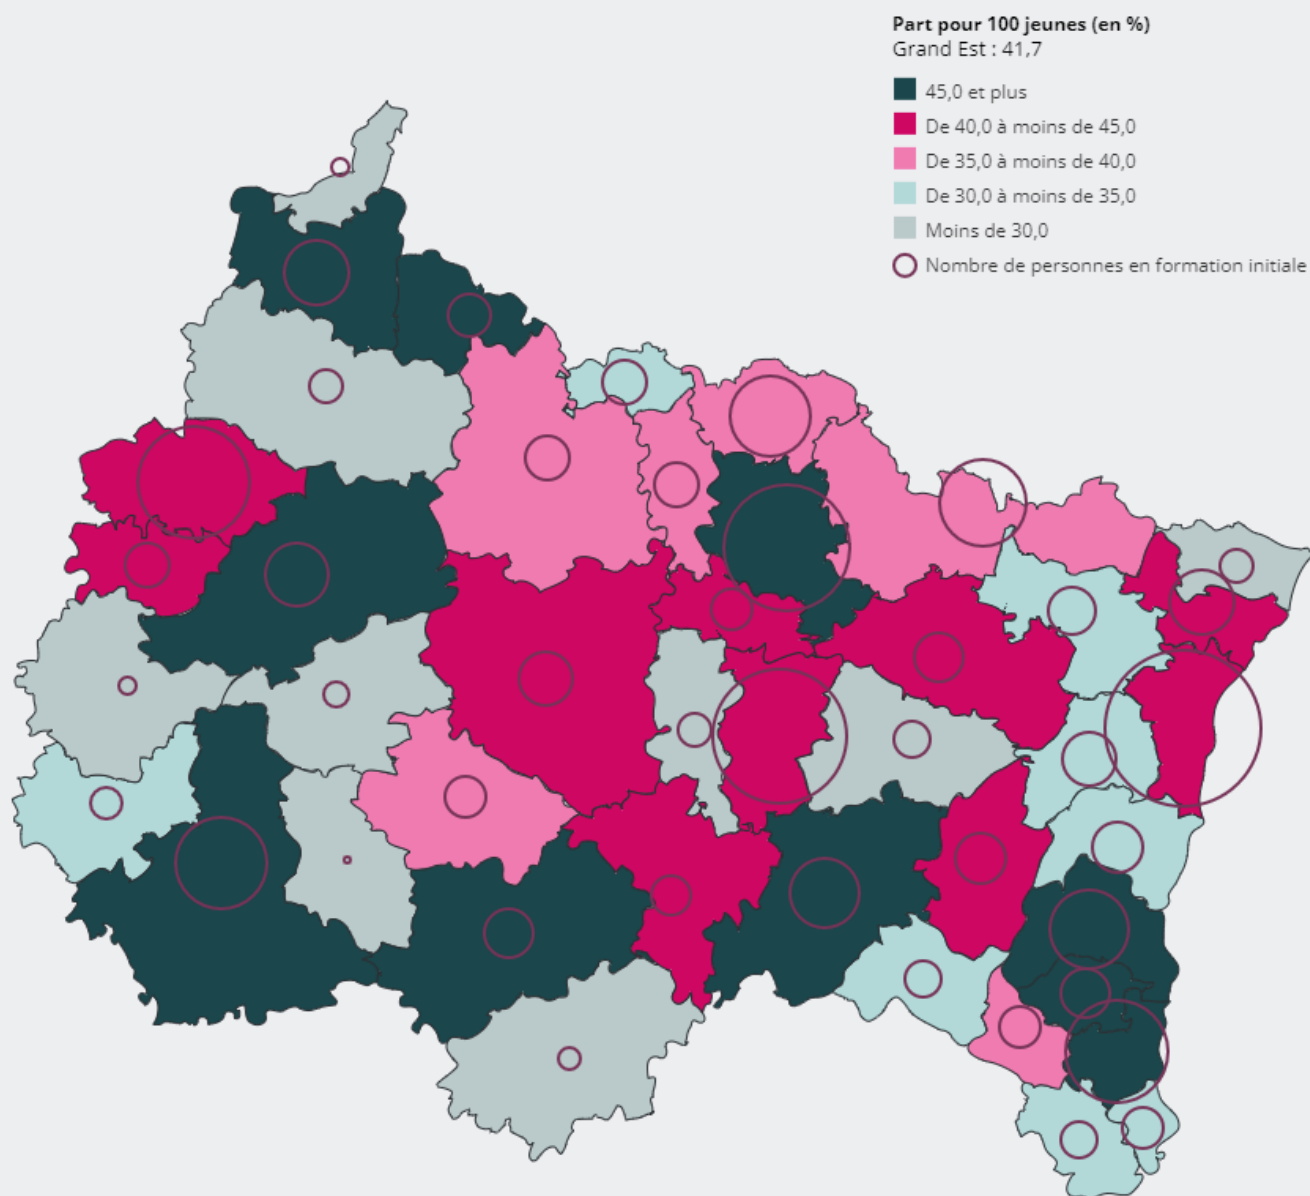 Part pour 100 jeunes (en %)
Grand Est : 41,7
45,0 et plus
De 40,0 à moins de 45,0
De 35,0 à moins de 40,0
De 30,0 à moins de 35,0
Moins de 30,0
Nombre de personnes en formation initiale